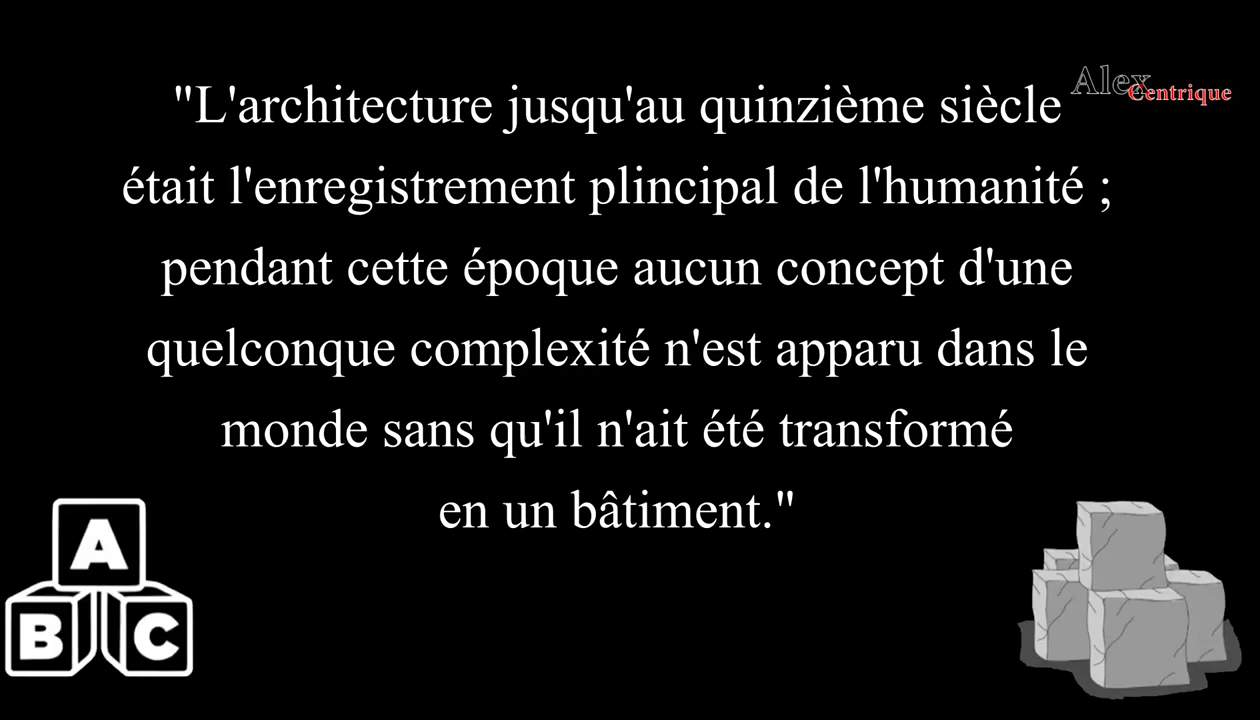 "L'architecture jusqu'au quinzième siècle
était l'enregistrement plincipal de l'humanité ;
pendant cette époque aucun concept d'une
quelconque complexité n'est apparu dans le
monde sans qu'il n'ait été transformé
en un bâtiment."
Alex
Centrique
A
B C